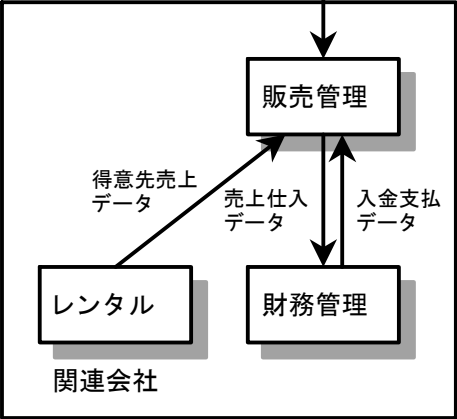 販売管理
得意先売上
データ
売上仕入
データ
入金支払
データ
レンタル
財務管理
関連会社